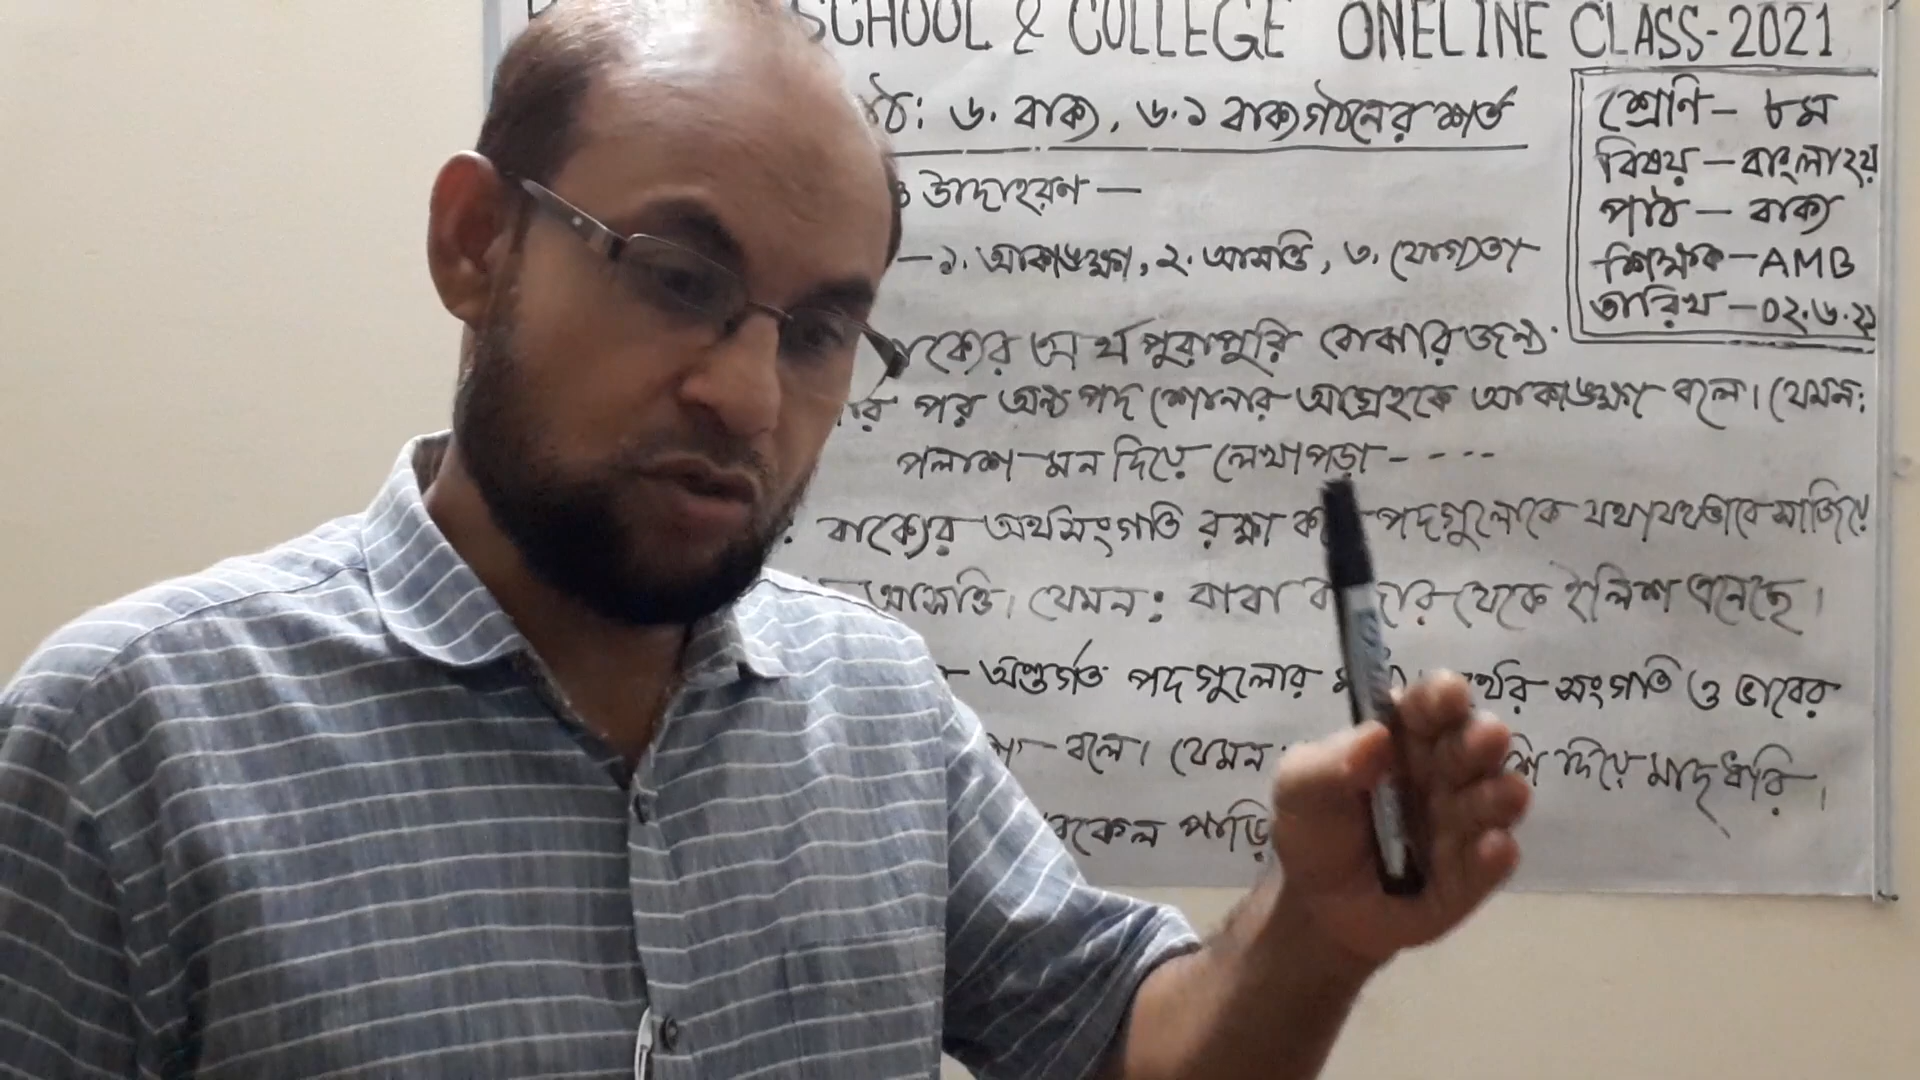 SCHOOL & COLLEGE ONELINE CLASS-2021
৬. বাক্য, ৬.১ বাক্যগঠনের শর্ত
শ্রেণি - ৮ম
বিষয় - বাংলা ২য়
পাঠ - বাক্য
শিক্ষক - AMB
তারিখ - ০২.৬.২১
উদাহরণ —
— ১. আকাঙক্ষা, ২. আসত্তি, ৩. যোগ্যতা
অর্থ পুরাপুরি বোঝার জন্য
পর অন্য পদ শোনার আগ্রহকে আকাঙক্ষা বলে। যেমন:
পলাশ মন দিয়ে লেখাপড়া - - - -
বাক্যের অর্থসংগতি রক্ষা পদগুলোকে যথাযথভাবে সাজিয়ে
আসত্তি। যেমন: বাবা থেকে ইলিশ এনেছে।
অন্তর্গত পদগুলোর সংগতি ও ভাবের
বলে। যেমন দিয়ে মাছ ধরি।
পাড়ি